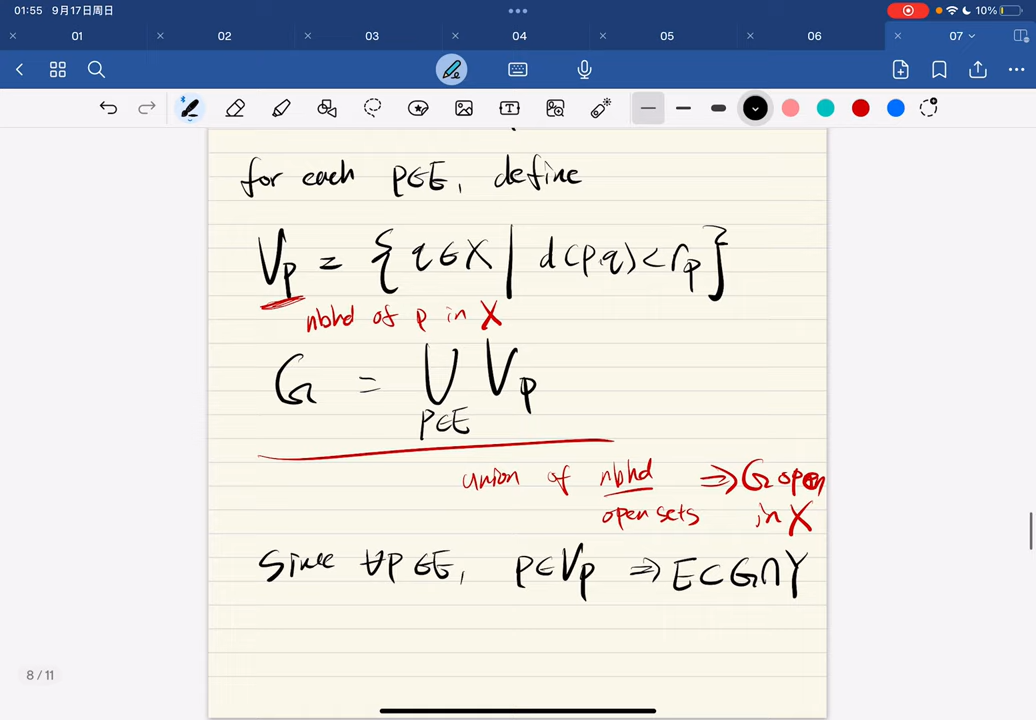 01:55 9月17日周日 10%
01 02 03 04 05 06 07
for each p∈E, define
Vp = { q∈X | d(p,q) < rp }
nbhd of p in X
G = ⋃ Vp
p∈E
union of nbhd ⇒ G open
open sets in X
Since ∀p∈E, p∈Vp ⇒ E⊂G∩Y
8 / 11